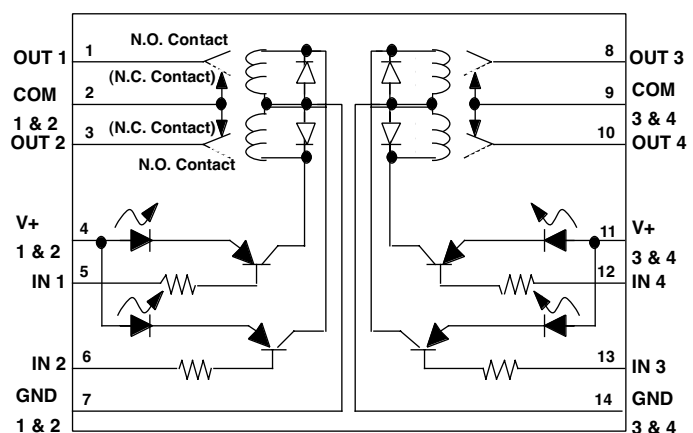 OUT 1 1 N.O. Contact 8 OUT 3
(N.C. Contact)
COM 2 9 COM
1 & 2 3 & 4
OUT 2 3 (N.C. Contact) 10 OUT 4
N.O. Contact
V+ 4 11 V+
1 & 2 3 & 4
IN 1 5 12 IN 4
IN 2 6 13 IN 3
GND 7 14 GND
1 & 2 3 & 4